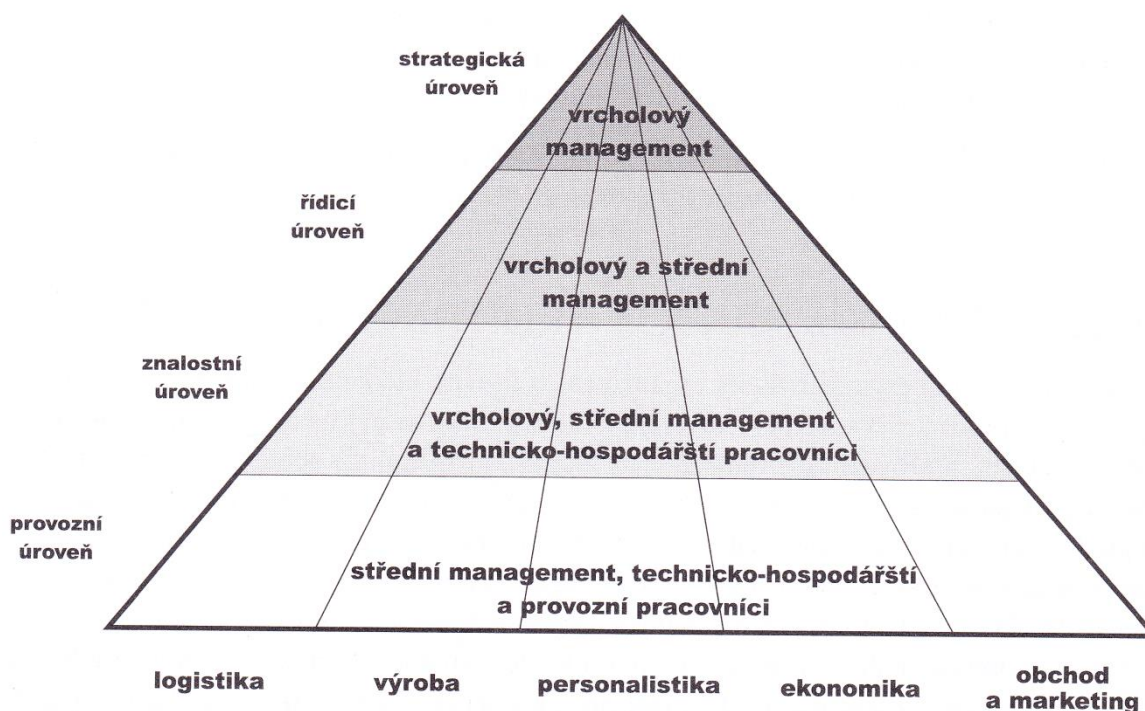 strategická
úroveň
vrcholový
management
řídicí
úroveň
vrcholový a střední
management
znalostní
úroveň
vrcholový, střední management
a technicko-hospodářští pracovníci
provozní
úroveň
střední management, technicko-hospodářští
a provozní pracovníci
logistika
výroba
personalistika
ekonomika
obchod
a marketing